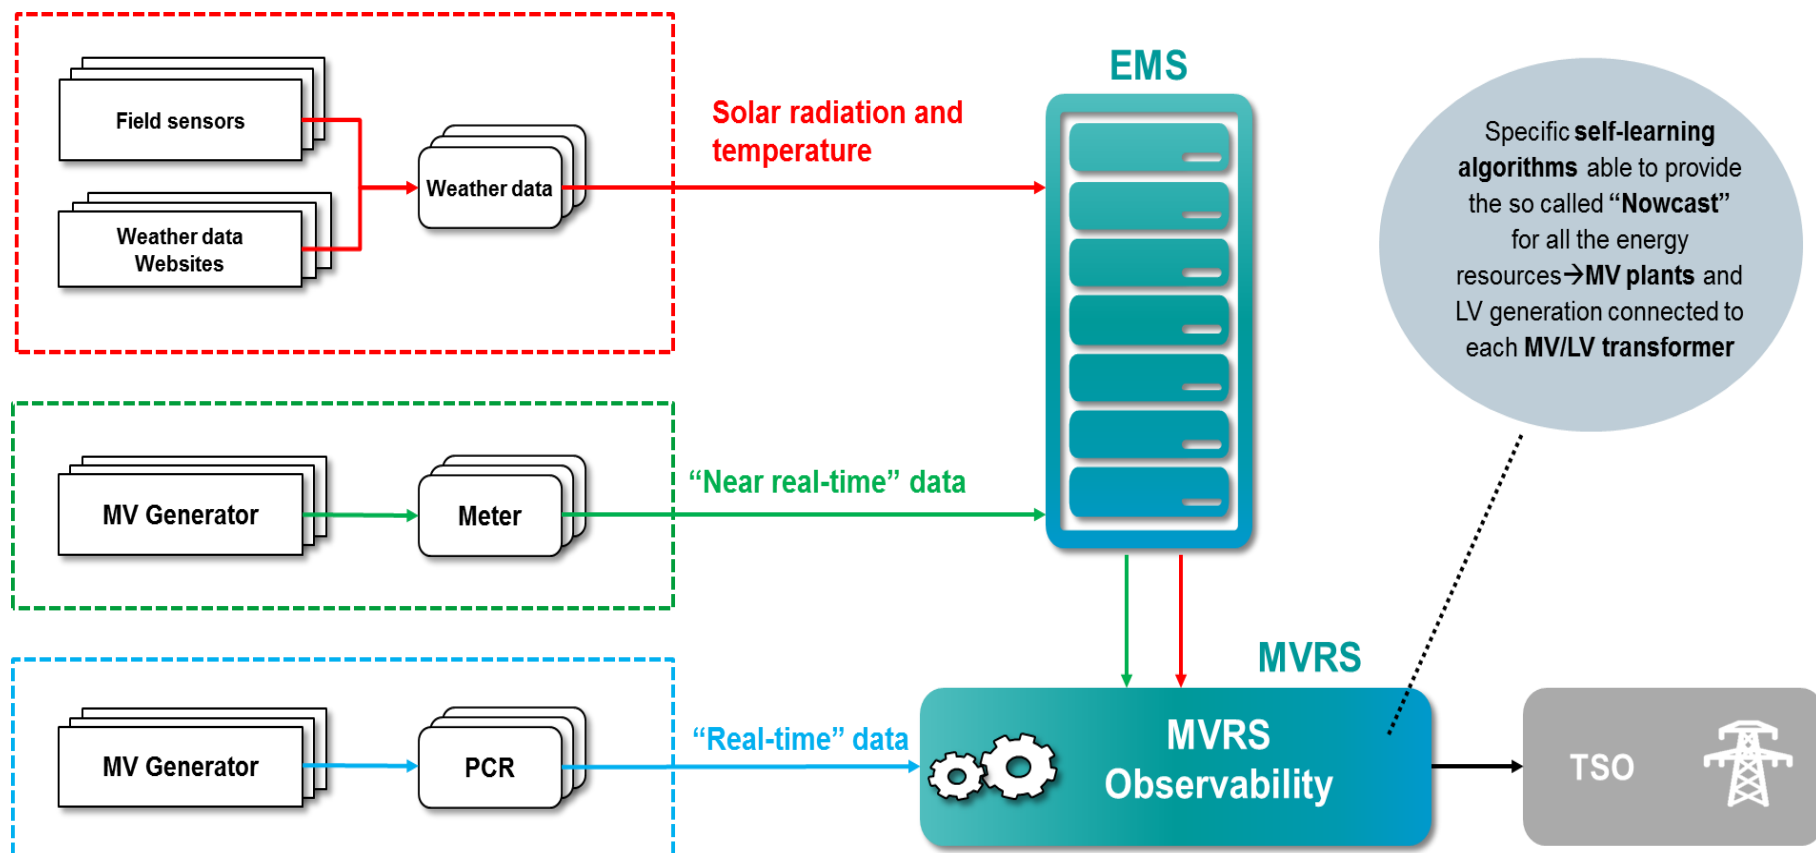 EMS
Field sensors
Weather data
Websites
Weather data
Solar radiation and
temperature
Specific self-learning
algorithms able to provide
the so called “Nowcast”
for all the energy
resources→MV plants and
LV generation connected to
each MV/LV transformer
MV Generator
Meter
“Near real-time” data
MVRS
MV Generator
PCR
“Real-time” data
MVRS
Observability
TSO